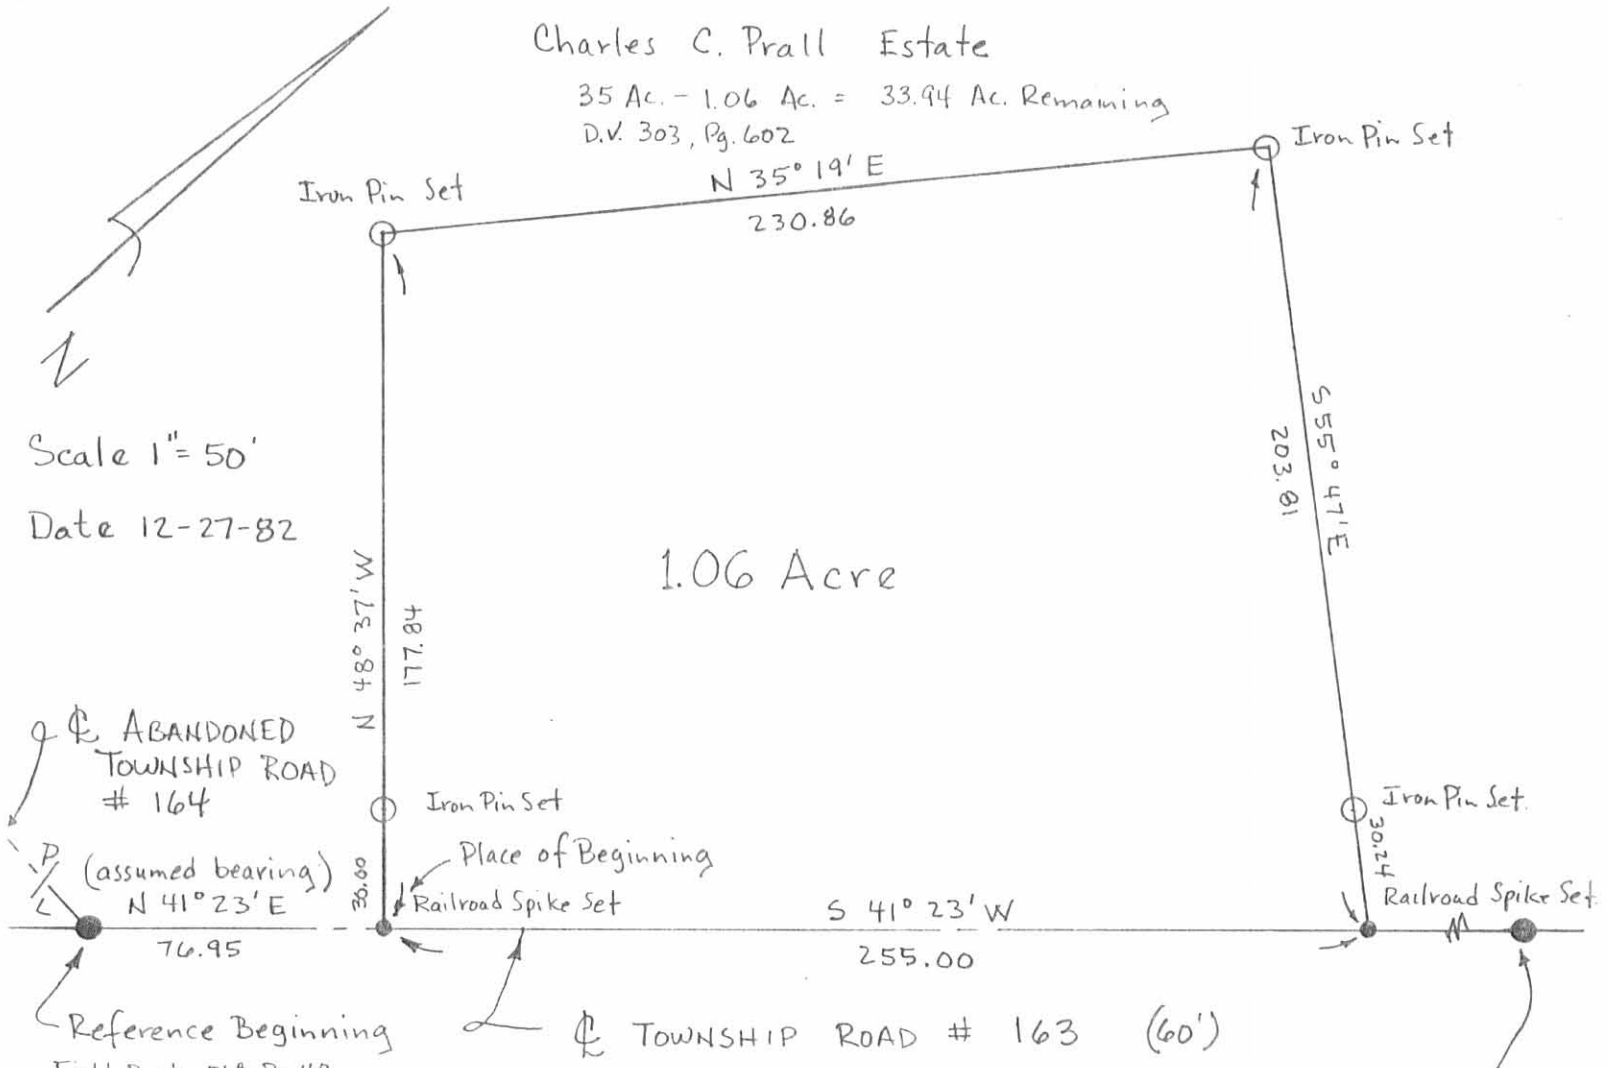 Charles C. Prall Estate
35 Ac. - 1.06 Ac. = 33.94 Ac. Remaining
D.V. 303, Pg. 602
Iron Pin Set
N 35° 19' E
230.86
Iron Pin Set
N
Scale 1" = 50'
Date 12-27-82
S 55° 47' E
203.81
1.06 Acre
N 48° 37' W
177.84
℄ ABANDONED
TOWNSHIP ROAD
# 164
Iron Pin Set
Iron Pin Set.
30.24
P/L
(assumed bearing)
N 41° 23' E
76.95
30.00
Place of Beginning
Railroad Spike Set
S 41° 23' W
255.00
Railroad Spike Set
Reference Beginning
℄ TOWNSHIP ROAD # 163 (60')